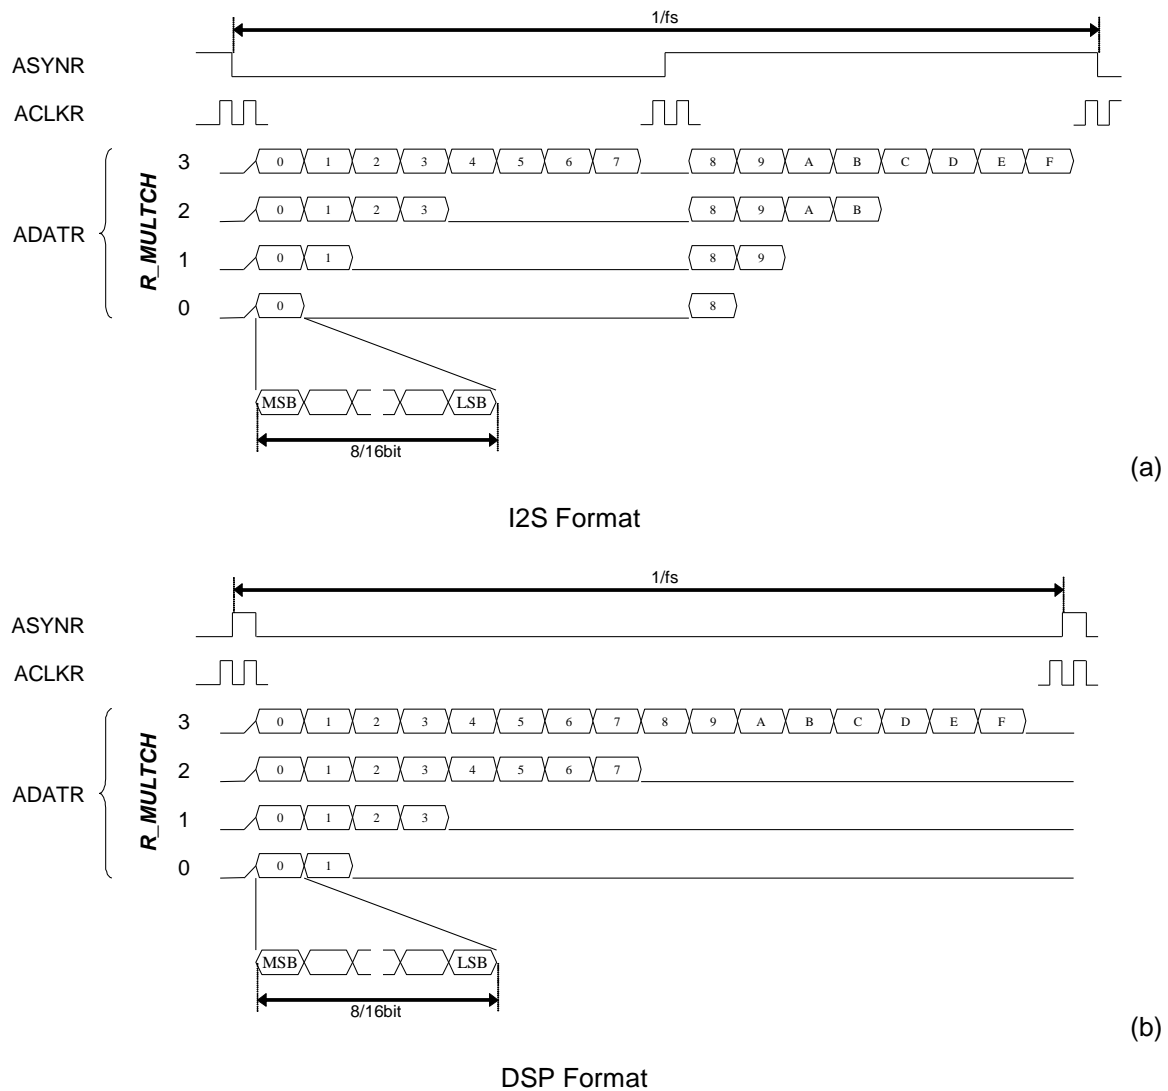 1/fs
ASYNR
ACLKR
ADATR
R_MULTCH
3 0 1 2 3 4 5 6 7 8 9 A B C D E F
2 0 1 2 3 8 9 A B
1 0 1 8 9
0 0 8
MSB LSB
8/16bit
(a)
I2S Format
1/fs
ASYNR
ACLKR
ADATR
R_MULTCH
3 0 1 2 3 4 5 6 7 8 9 A B C D E F
2 0 1 2 3 4 5 6 7
1 0 1 2 3
0 0 1
MSB LSB
8/16bit
(b)
DSP Format